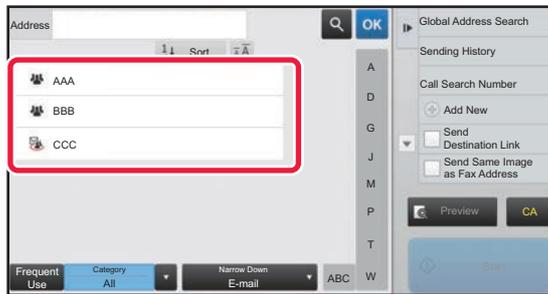 Address
OK
1↓ Sort
AAA
BBB
CCC
A
D
G
J
M
P
T
W
Frequent
Use
Category
All
Narrow Down
E-mail
ABC
Global Address Search
Sending History
Call Search Number
Add New
Send
Destination Link
Send Same Image
as Fax Address
Preview
CA
Start